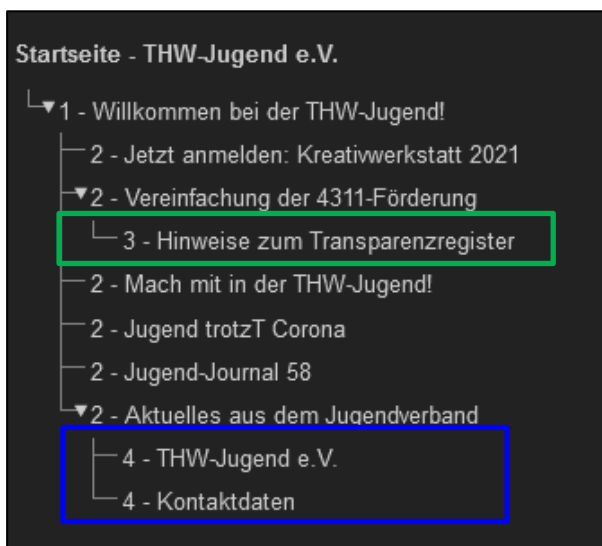 Startseite - THW-Jugend e.V.
1 - Willkommen bei der THW-Jugend!
2 - Jetzt anmelden: Kreativwerkstatt 2021
2 - Vereinfachung der 4311-Förderung
3 - Hinweise zum Transparenzregister
2 - Mach mit in der THW-Jugend!
2 - Jugend trotzT Corona
2 - Jugend-Journal 58
2 - Aktuelles aus dem Jugendverband
4 - THW-Jugend e.V.
4 - Kontaktdaten